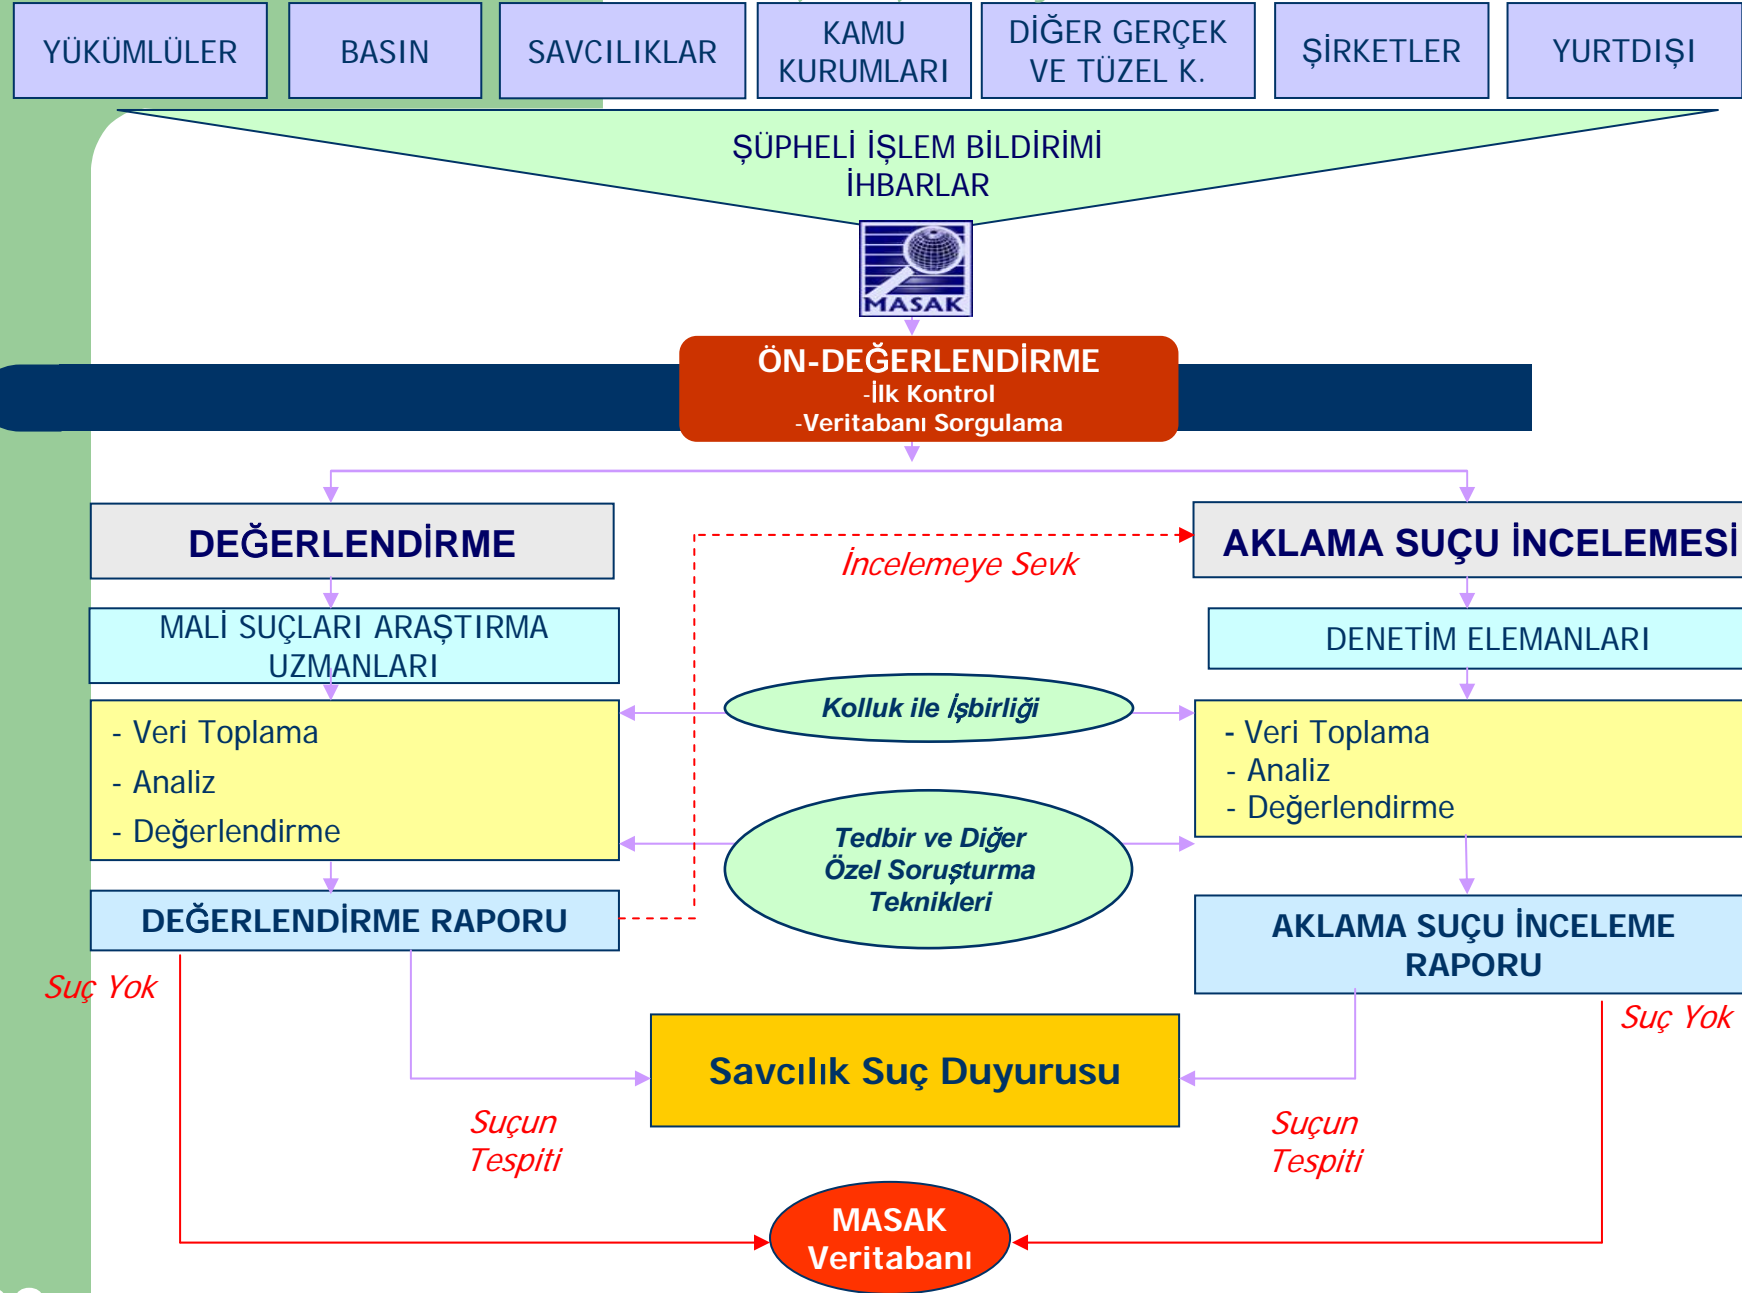 YÜKÜMLÜLER
BASIN
SAVCILIKLAR
KAMU
KURUMLARI
DİĞER GERÇEK
VE TÜZEL K.
ŞİRKETLER
YURTDIŞI
ŞÜPHELİ İŞLEM BİLDİRİMİ
İHBARLAR
MASAK
ÖN-DEĞERLENDİRME
-İlk Kontrol
-Veritabanı Sorgulama
DEĞERLENDİRME
AKLAMA SUÇU İNCELEMESİ
İncelemeye Sevk
MALİ SUÇLARI ARAŞTIRMA
UZMANLARI
DENETİM ELEMANLARI
Kolluk ile İşbirliği
- Veri Toplama
- Analiz
- Değerlendirme
- Veri Toplama
- Analiz
- Değerlendirme
Tedbir ve Diğer
Özel Soruşturma
Teknikleri
DEĞERLENDİRME RAPORU
AKLAMA SUÇU İNCELEME
RAPORU
Suç Yok
Suç Yok
Savcılık Suç Duyurusu
Suçun
Tespiti
Suçun
Tespiti
MASAK
Veritabanı